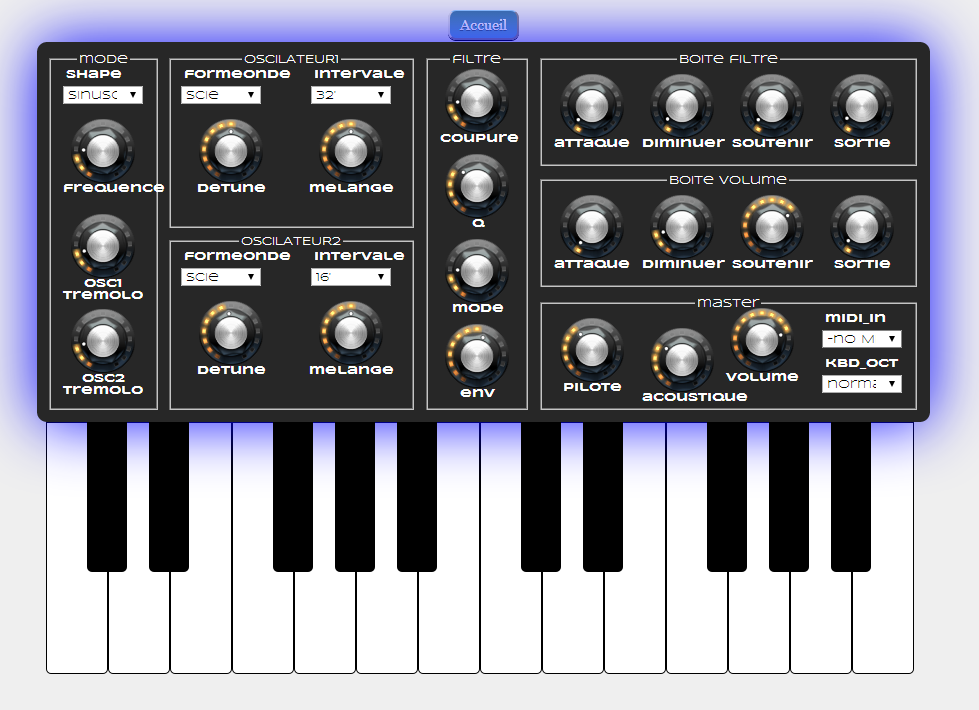 Accueil
mode
shape
sinusc
Frequence
osc1
Tremolo
osc2
Tremolo
oscilateur1
Formeonde
intervale
scie
32'
Detune
melange
oscilateur2
Formeonde
intervale
scie
16'
Detune
melange
Filtre
coupure
Q
mode
env
Boite Filtre
attaque
Diminuer
soutenir
sortie
Boite volume
attaque
Diminuer
soutenir
sortie
master
pilote
acoustique
volume
midi_in
-no m
KBD_OCT
norma